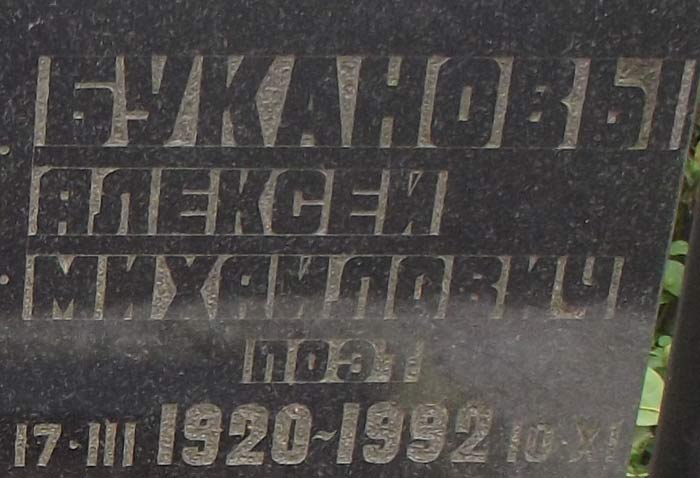 БУКАНОВЫ
АЛЕКСЕЙ
МИХАЙЛОВИЧ
ПОЭТ
17·III 1920~1992 10·XI